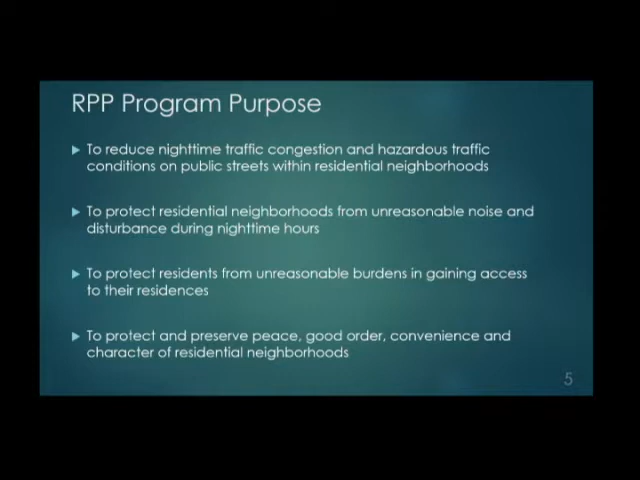 RPP Program Purpose
To reduce nighttime traffic congestion and hazardous traffic
conditions on public streets within residential neighborhoods
To protect residential neighborhoods from unreasonable noise and
disturbance during nighttime hours
To protect residents from unreasonable burdens in gaining access
to their residences
To protect and preserve peace, good order, convenience and
character of residential neighborhoods
5